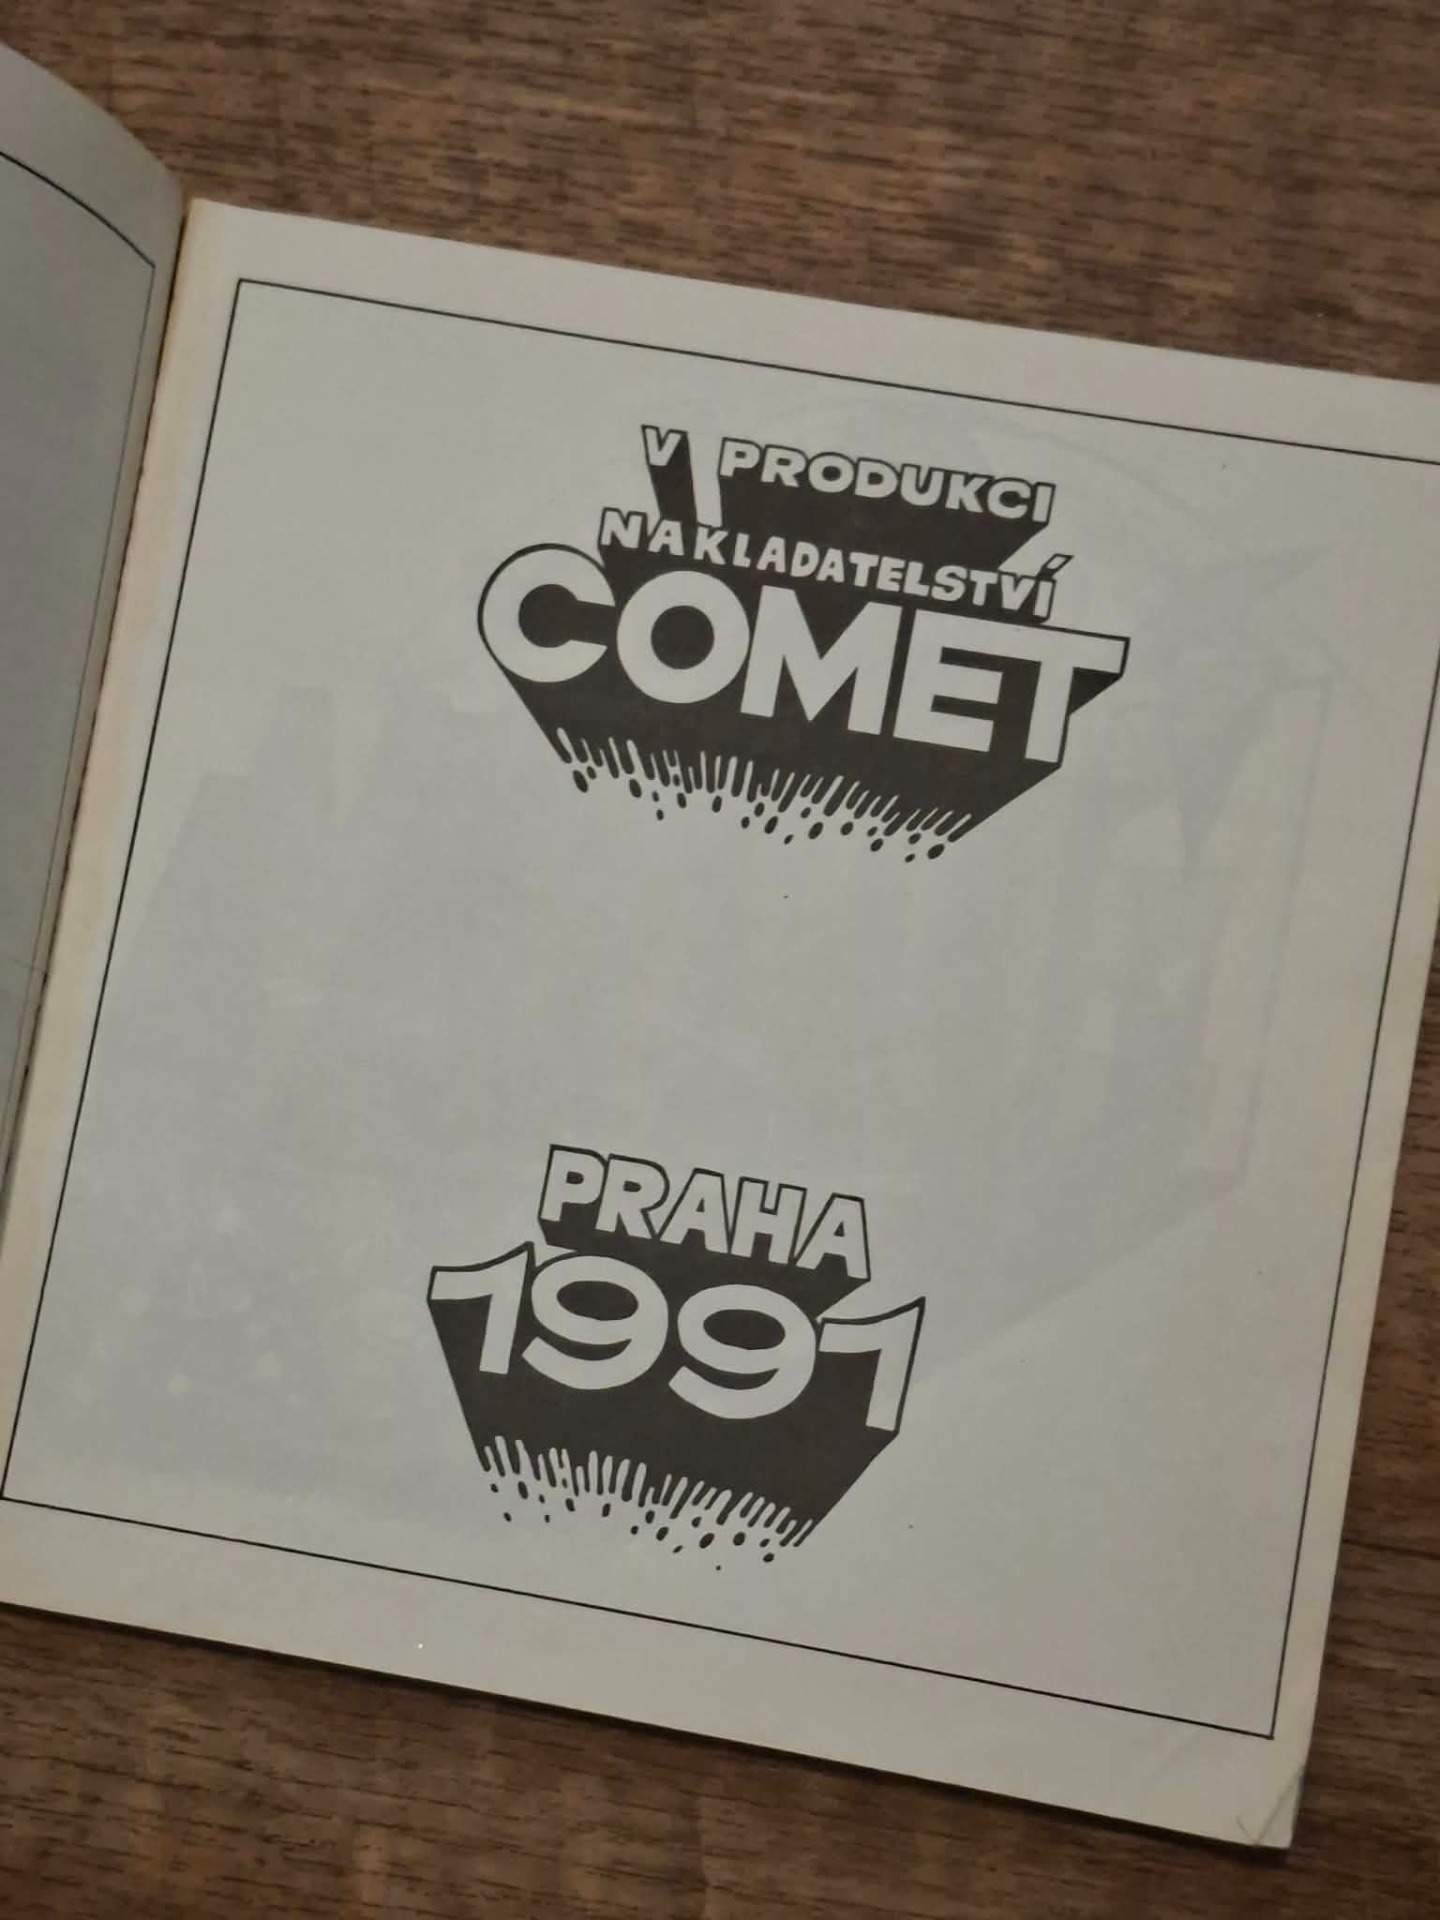 V PRODUKCI
NAKLADATELSTVÍ
COMET
PRAHA
1991